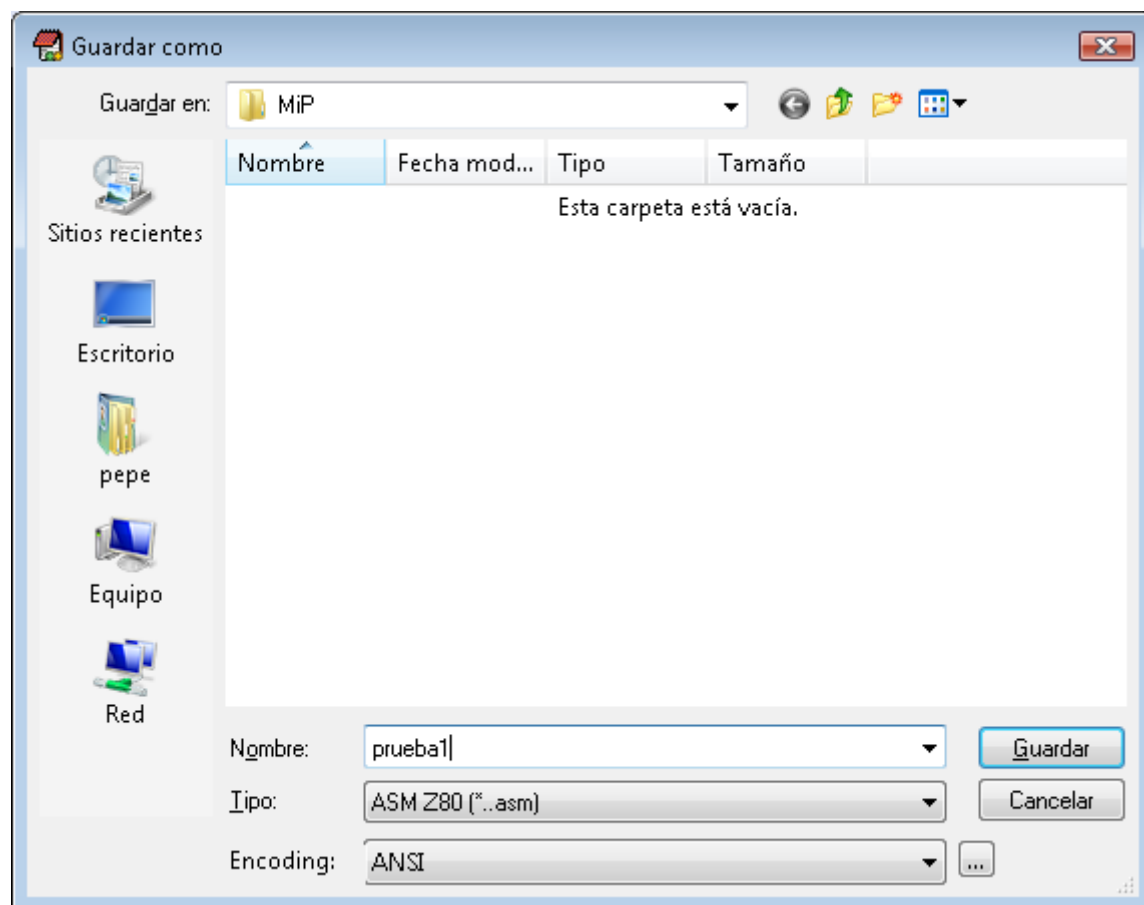 Guardar como
Guardar en: MiP
Nombre Fecha mod... Tipo Tamaño
Esta carpeta está vacía.
Sitios recientes
Escritorio
pepe
Equipo
Red
Nombre: prueba1 Guardar
Tipo: ASM Z80 (*..asm) Cancelar
Encoding: ANSI ...